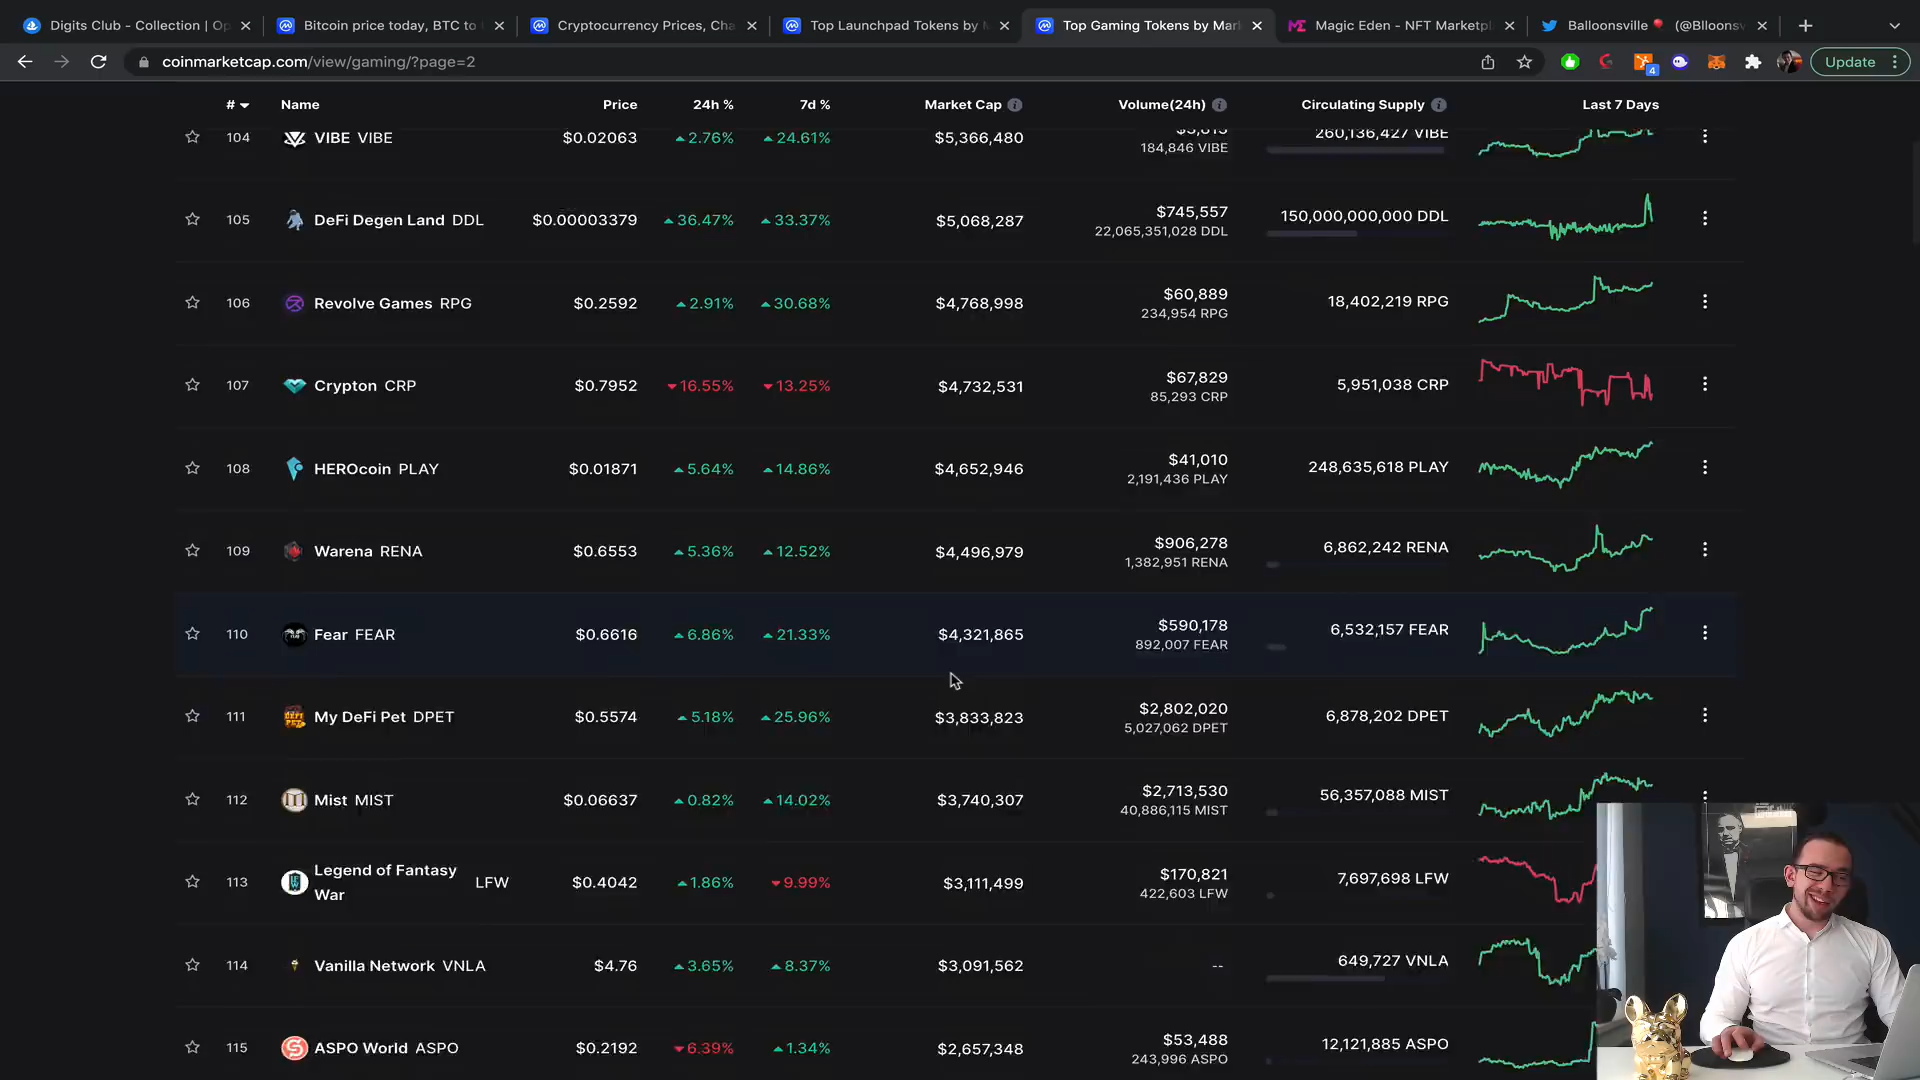 Digits Club - Collection | Op
Bitcoin price today, BTC to
Cryptocurrency Prices, Cha
Top Launchpad Tokens by M
Top Gaming Tokens by Mark
Magic Eden - NFT Marketpl
Balloonsville (@Blloonsv
coinmarketcap.com/view/gaming/?page=2
4
Update
# Name Price 24h % 7d % Market Cap Volume(24h) Circulating Supply Last 7 Days
104 VIBE VIBE $0.02063 2.76% 24.61% $5,366,480 260,136,427 VIBE
184,846 VIBE
105 DeFi Degen Land DDL $0.00003379 36.47% 33.37% $5,068,287 $745,557 150,000,000,000 DDL
22,065,351,028 DDL
106 Revolve Games RPG $0.2592 2.91% 30.68% $4,768,998 $60,889 18,402,219 RPG
234,954 RPG
107 Crypton CRP $0.7952 16.55% 13.25% $4,732,531 $67,829 5,951,038 CRP
85,293 CRP
108 HEROcoin PLAY $0.01871 5.64% 14.86% $4,652,946 $41,010 248,635,618 PLAY
2,191,436 PLAY
109 Warena RENA $0.6553 5.36% 12.52% $4,496,979 $906,278 6,862,242 RENA
1,382,951 RENA
110 Fear FEAR $0.6616 6.86% 21.33% $4,321,865 $590,178 6,532,157 FEAR
892,007 FEAR
111 My DeFi Pet DPET $0.5574 5.18% 25.96% $3,833,823 $2,802,020 6,878,202 DPET
5,027,062 DPET
112 Mist MIST $0.06637 0.82% 14.02% $3,740,307 $2,713,530 56,357,088 MIST
40,886,115 MIST
113 Legend of Fantasy War LFW $0.4042 1.86% 9.99% $3,111,499 $170,821 7,697,698 LFW
422,603 LFW
114 Vanilla Network VNLA $4.76 3.65% 8.37% $3,091,562 -- 649,727 VNLA
115 ASPO World ASPO $0.2192 6.39% 1.34% $2,657,348 $53,488 12,121,885 ASPO
243,996 ASPO